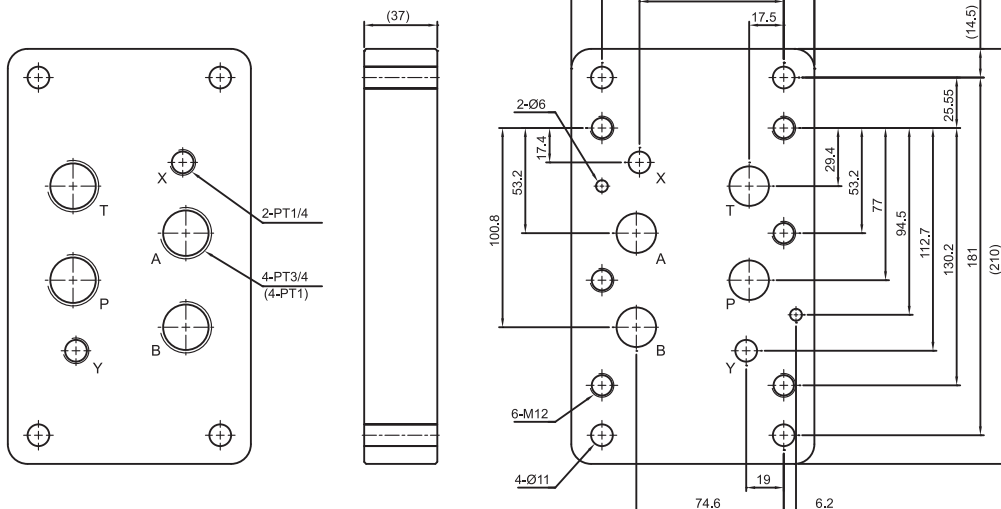 (37)
17.5
(14.5)
25.55
2-Ø6
17.4
53.2
100.8
X
T
A
P
B
Y
2-PT1/4
4-PT3/4
(4-PT1)
X
T
A
P
B
Y
29.4
53.2
77
94.5
112.7
130.2
181
(210)
6-M12
4-Ø11
19
74.6
6.2